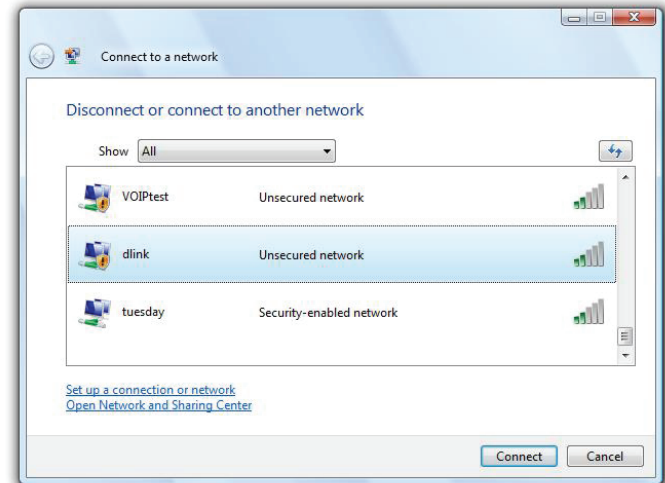 Connect to a network
Disconnect or connect to another network
Show All
VOIPtest Unsecured network
dlink Unsecured network
tuesday Security-enabled network
Set up a connection or network
Open Network and Sharing Center
Connect Cancel